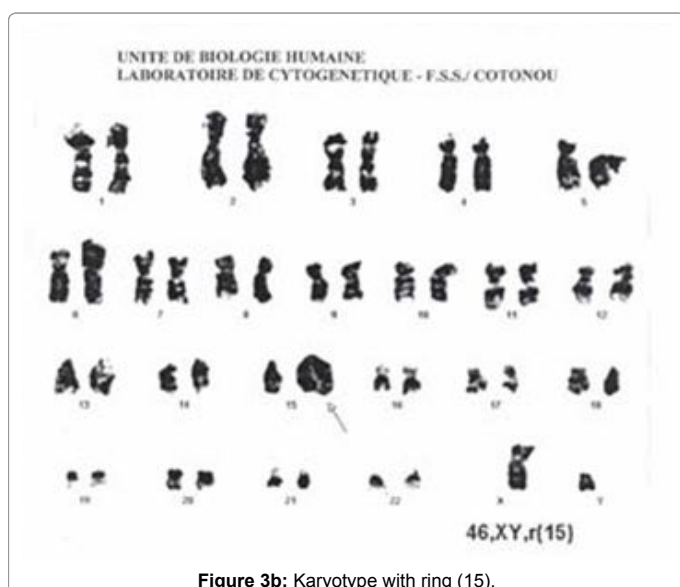 UNITE DE BIOLOGIE HUMAINE
LABORATOIRE DE CYTOGENETIQUE - F.S.S./ COTONOU
1 2 3 4 5
6 7 8 9 10 11 12
13 14 15 16 17 18
19 20 21 22 X Y
46,XY,r(15)
Figure 3b: Karyotype with ring (15).